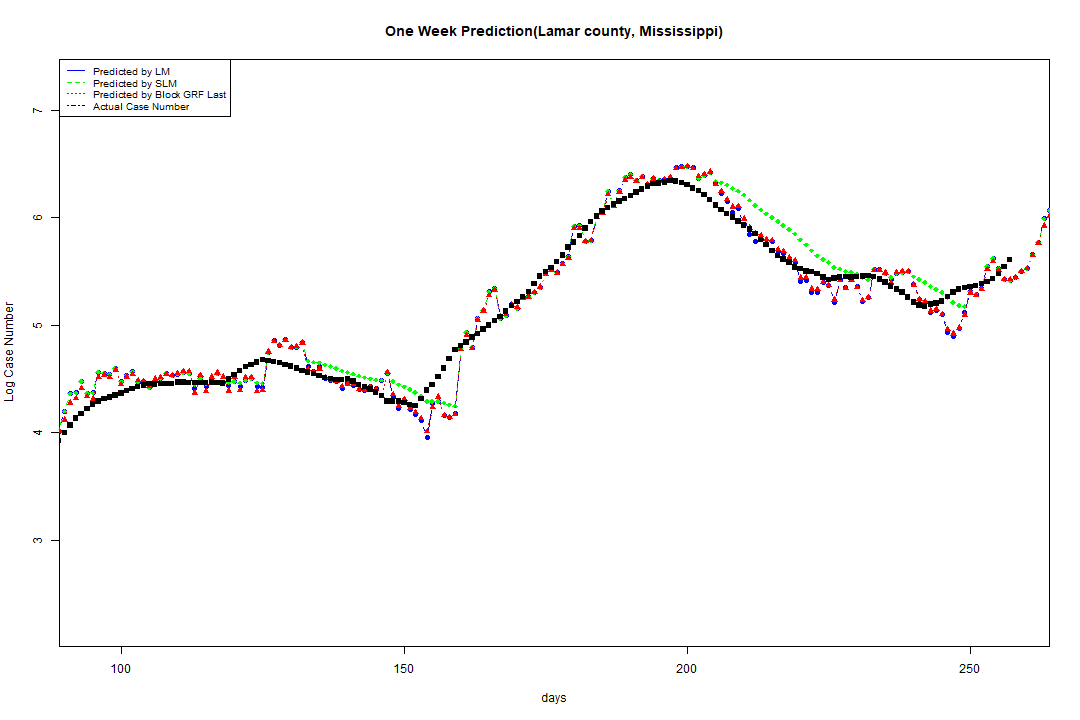 One Week Prediction(Lamar county, Mississippi)
Predicted by LM
Predicted by SLM
Predicted by Block GRF Last
Actual Case Number
7
6
5
4
3
Log Case Number
100
150
200
250
days